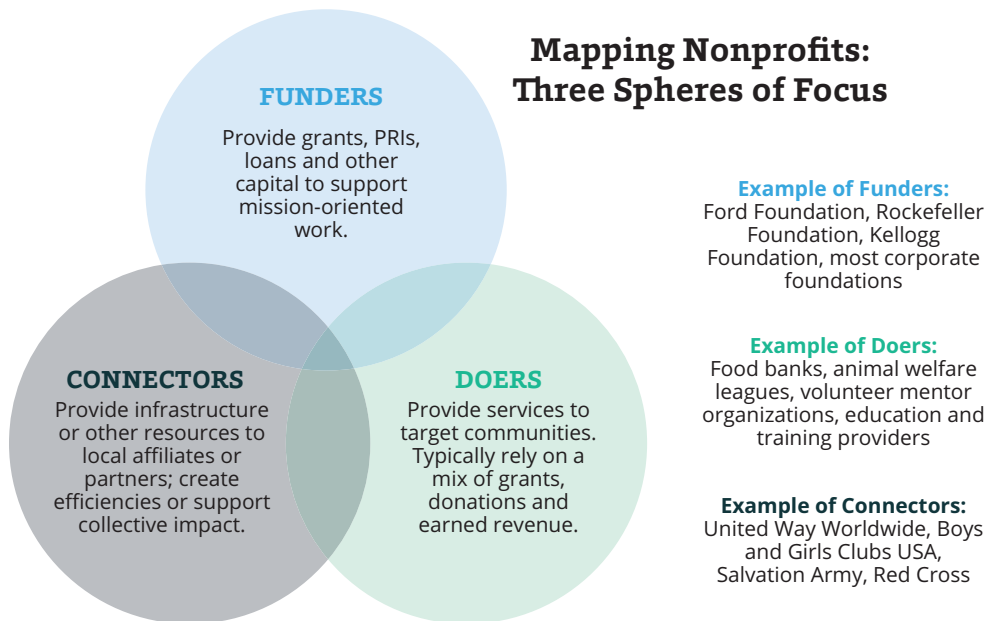 Mapping Nonprofits:
Three Spheres of Focus
FUNDERS
Provide grants, PRIs,
loans and other
capital to support
mission-oriented
work.
CONNECTORS
Provide infrastructure
or other resources to
local affiliates or
partners; create
efficiencies or support
collective impact.
DOERS
Provide services to
target communities.
Typically rely on a
mix of grants,
donations and
earned revenue.
Example of Funders:
Ford Foundation, Rockefeller
Foundation, Kellogg
Foundation, most corporate
foundations
Example of Doers:
Food banks, animal welfare
leagues, volunteer mentor
organizations, education and
training providers
Example of Connectors:
United Way Worldwide, Boys
and Girls Clubs USA,
Salvation Army, Red Cross